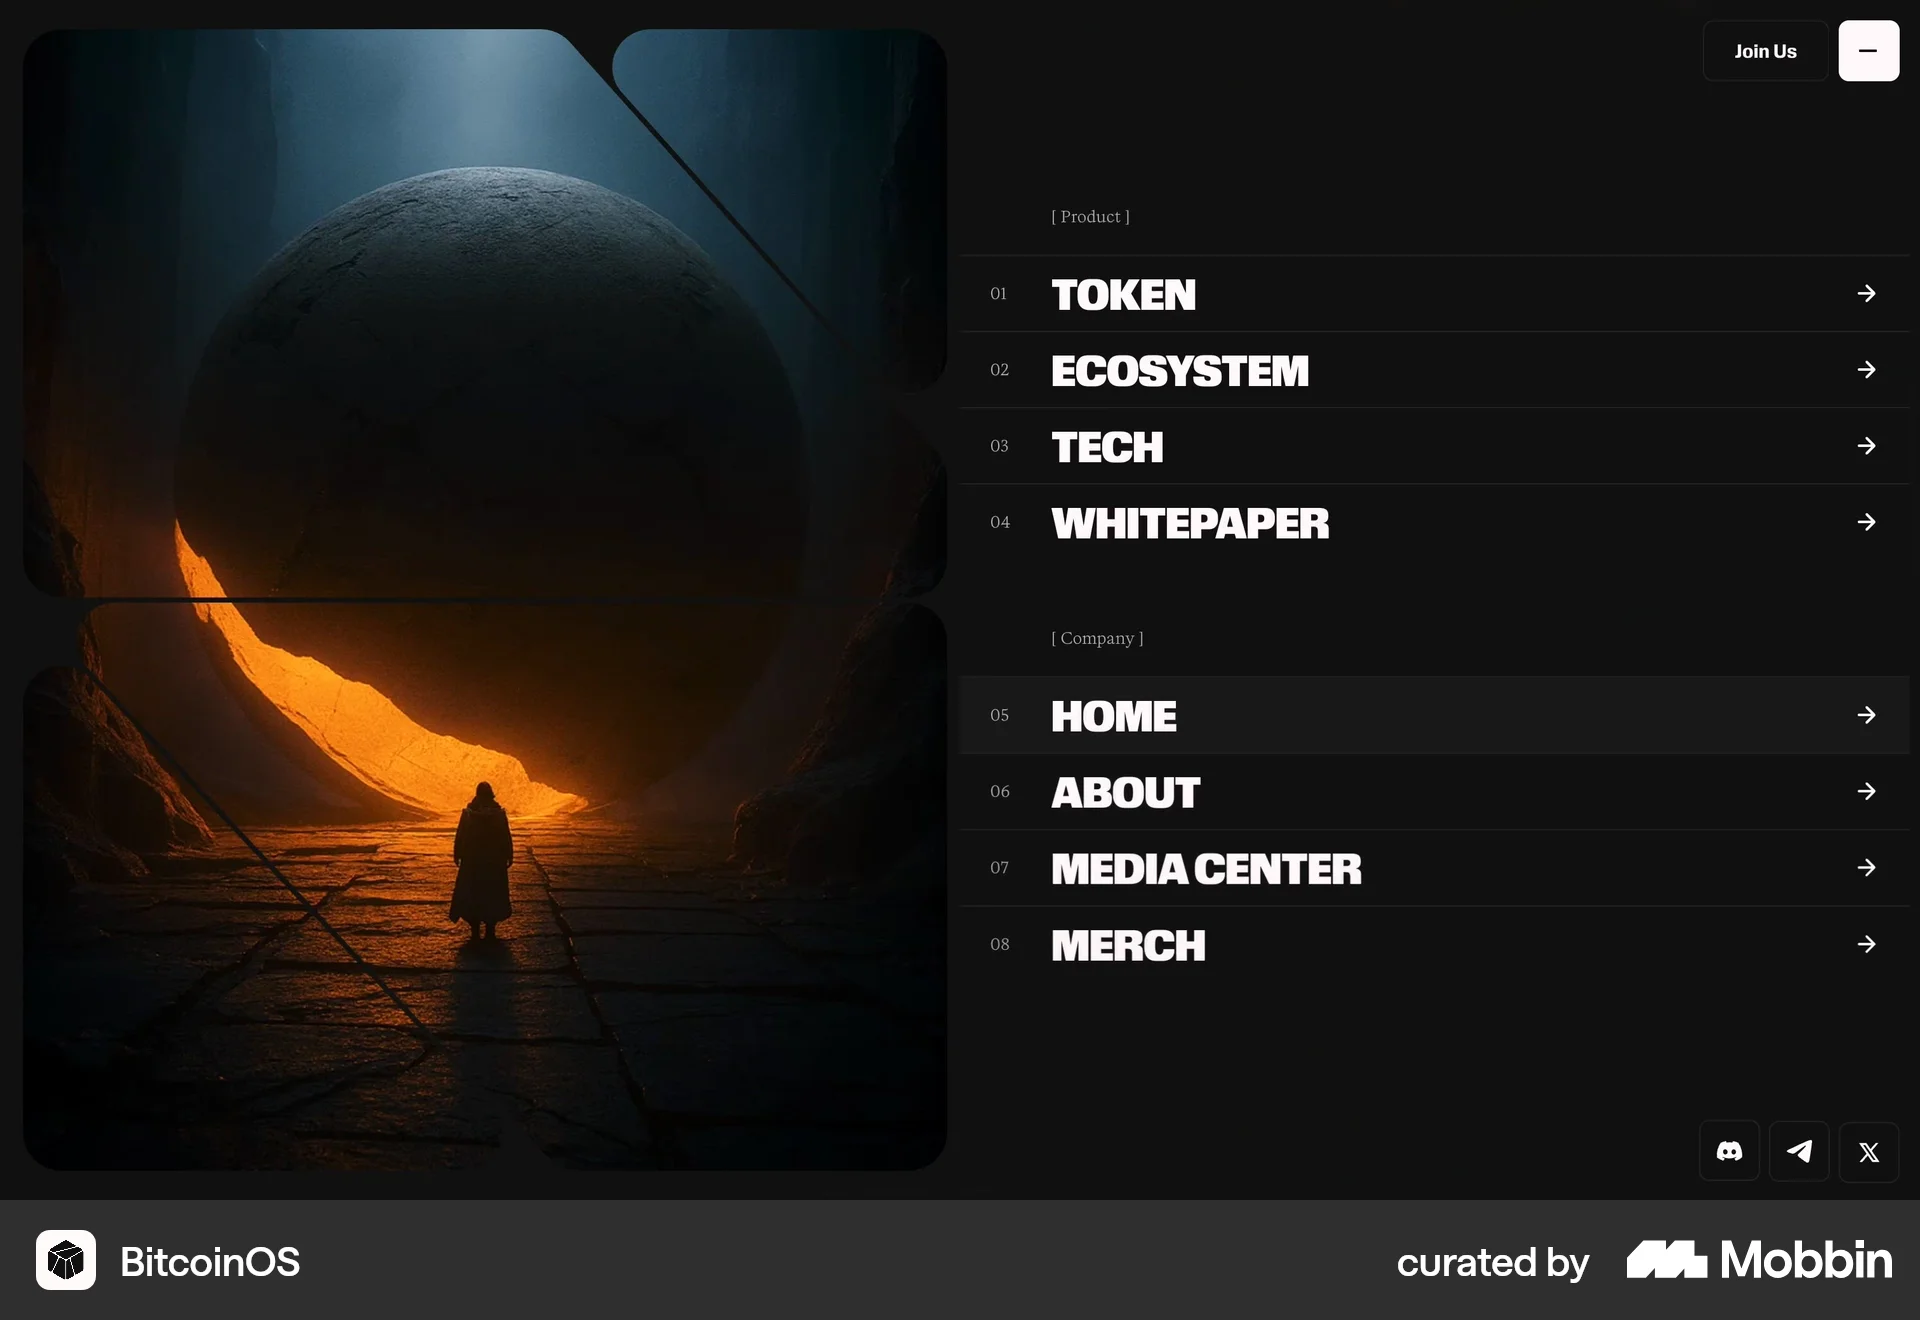 Join Us
[ Product ]
01 TOKEN
02 ECOSYSTEM
03 TECH
04 WHITEPAPER
[ Company ]
05 HOME
06 ABOUT
07 MEDIA CENTER
08 MERCH
BitcoinOS
curated by Mobbin